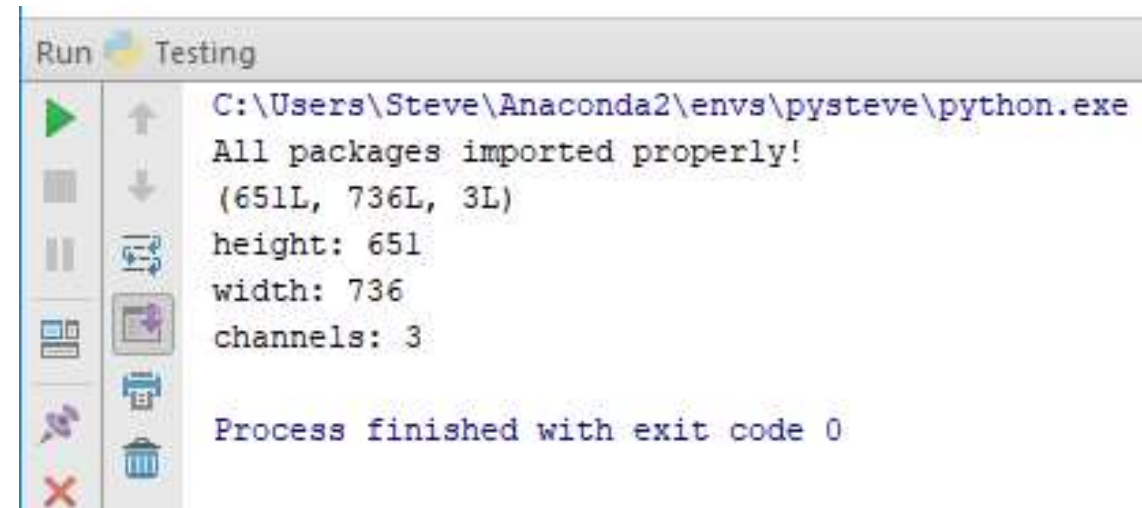 Run Testing
C:\Users\Steve\Anaconda2\envs\pysteve\python.exe
All packages imported properly!
(651L, 736L, 3L)
height: 651
width: 736
channels: 3
Process finished with exit code 0